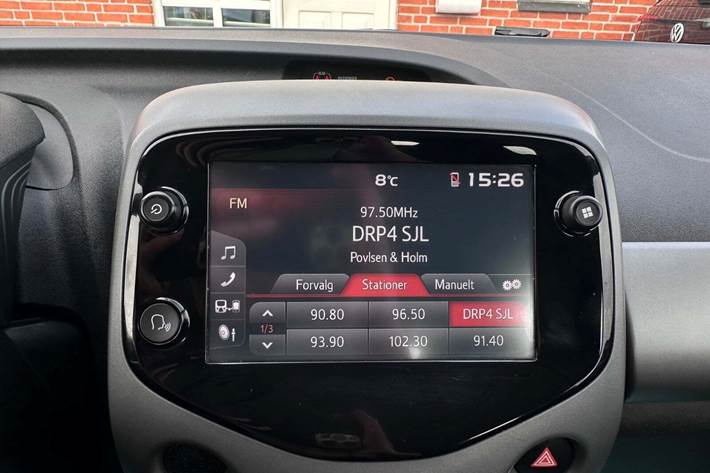 8°C
15:26
FM
97.50MHz
DRP4 SJL
Povlsen & Holm
Forvalg Stationer Manuelt
1/3
90.80 96.50 DRP4 SJL
93.90 102.30 91.40